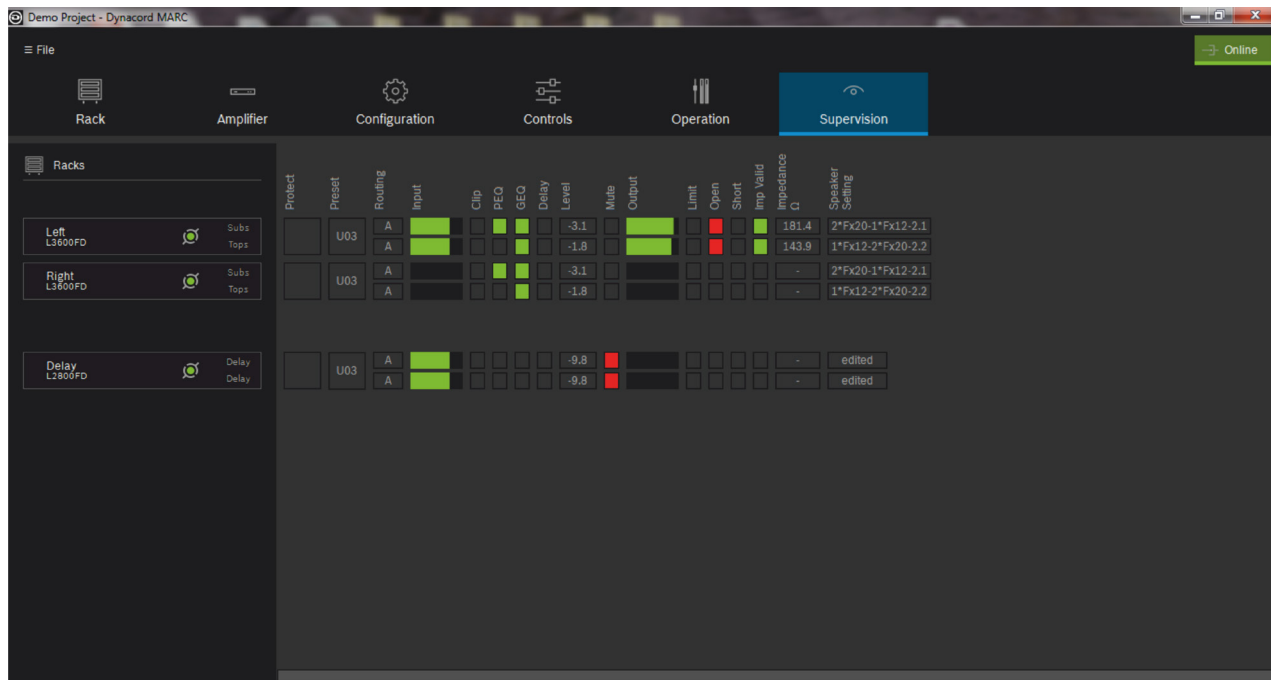 Demo Project - Dynacord MARC
☰ File
Online
Rack
Amplifier
Configuration
Controls
Operation
Supervision
Racks
Protect
Preset
Routing
Input
Clip
PEQ
GEQ
Delay
Level
Mute
Output
Limit
Open
Short
Imp Valid
Impedance
Ω
Speaker
Setting
Left
L3600FD
Subs
Tops
U03
A -3.1 181.4 2*Fx20-1*Fx12-2.1
A -1.8 143.9 1*Fx12-2*Fx20-2.2
Right
L3600FD
Subs
Tops
U03
A -3.1 - 2*Fx20-1*Fx12-2.1
A -1.8 - 1*Fx12-2*Fx20-2.2
Delay
L2800FD
Delay
Delay
U03
A -9.8 - edited
A -9.8 - edited